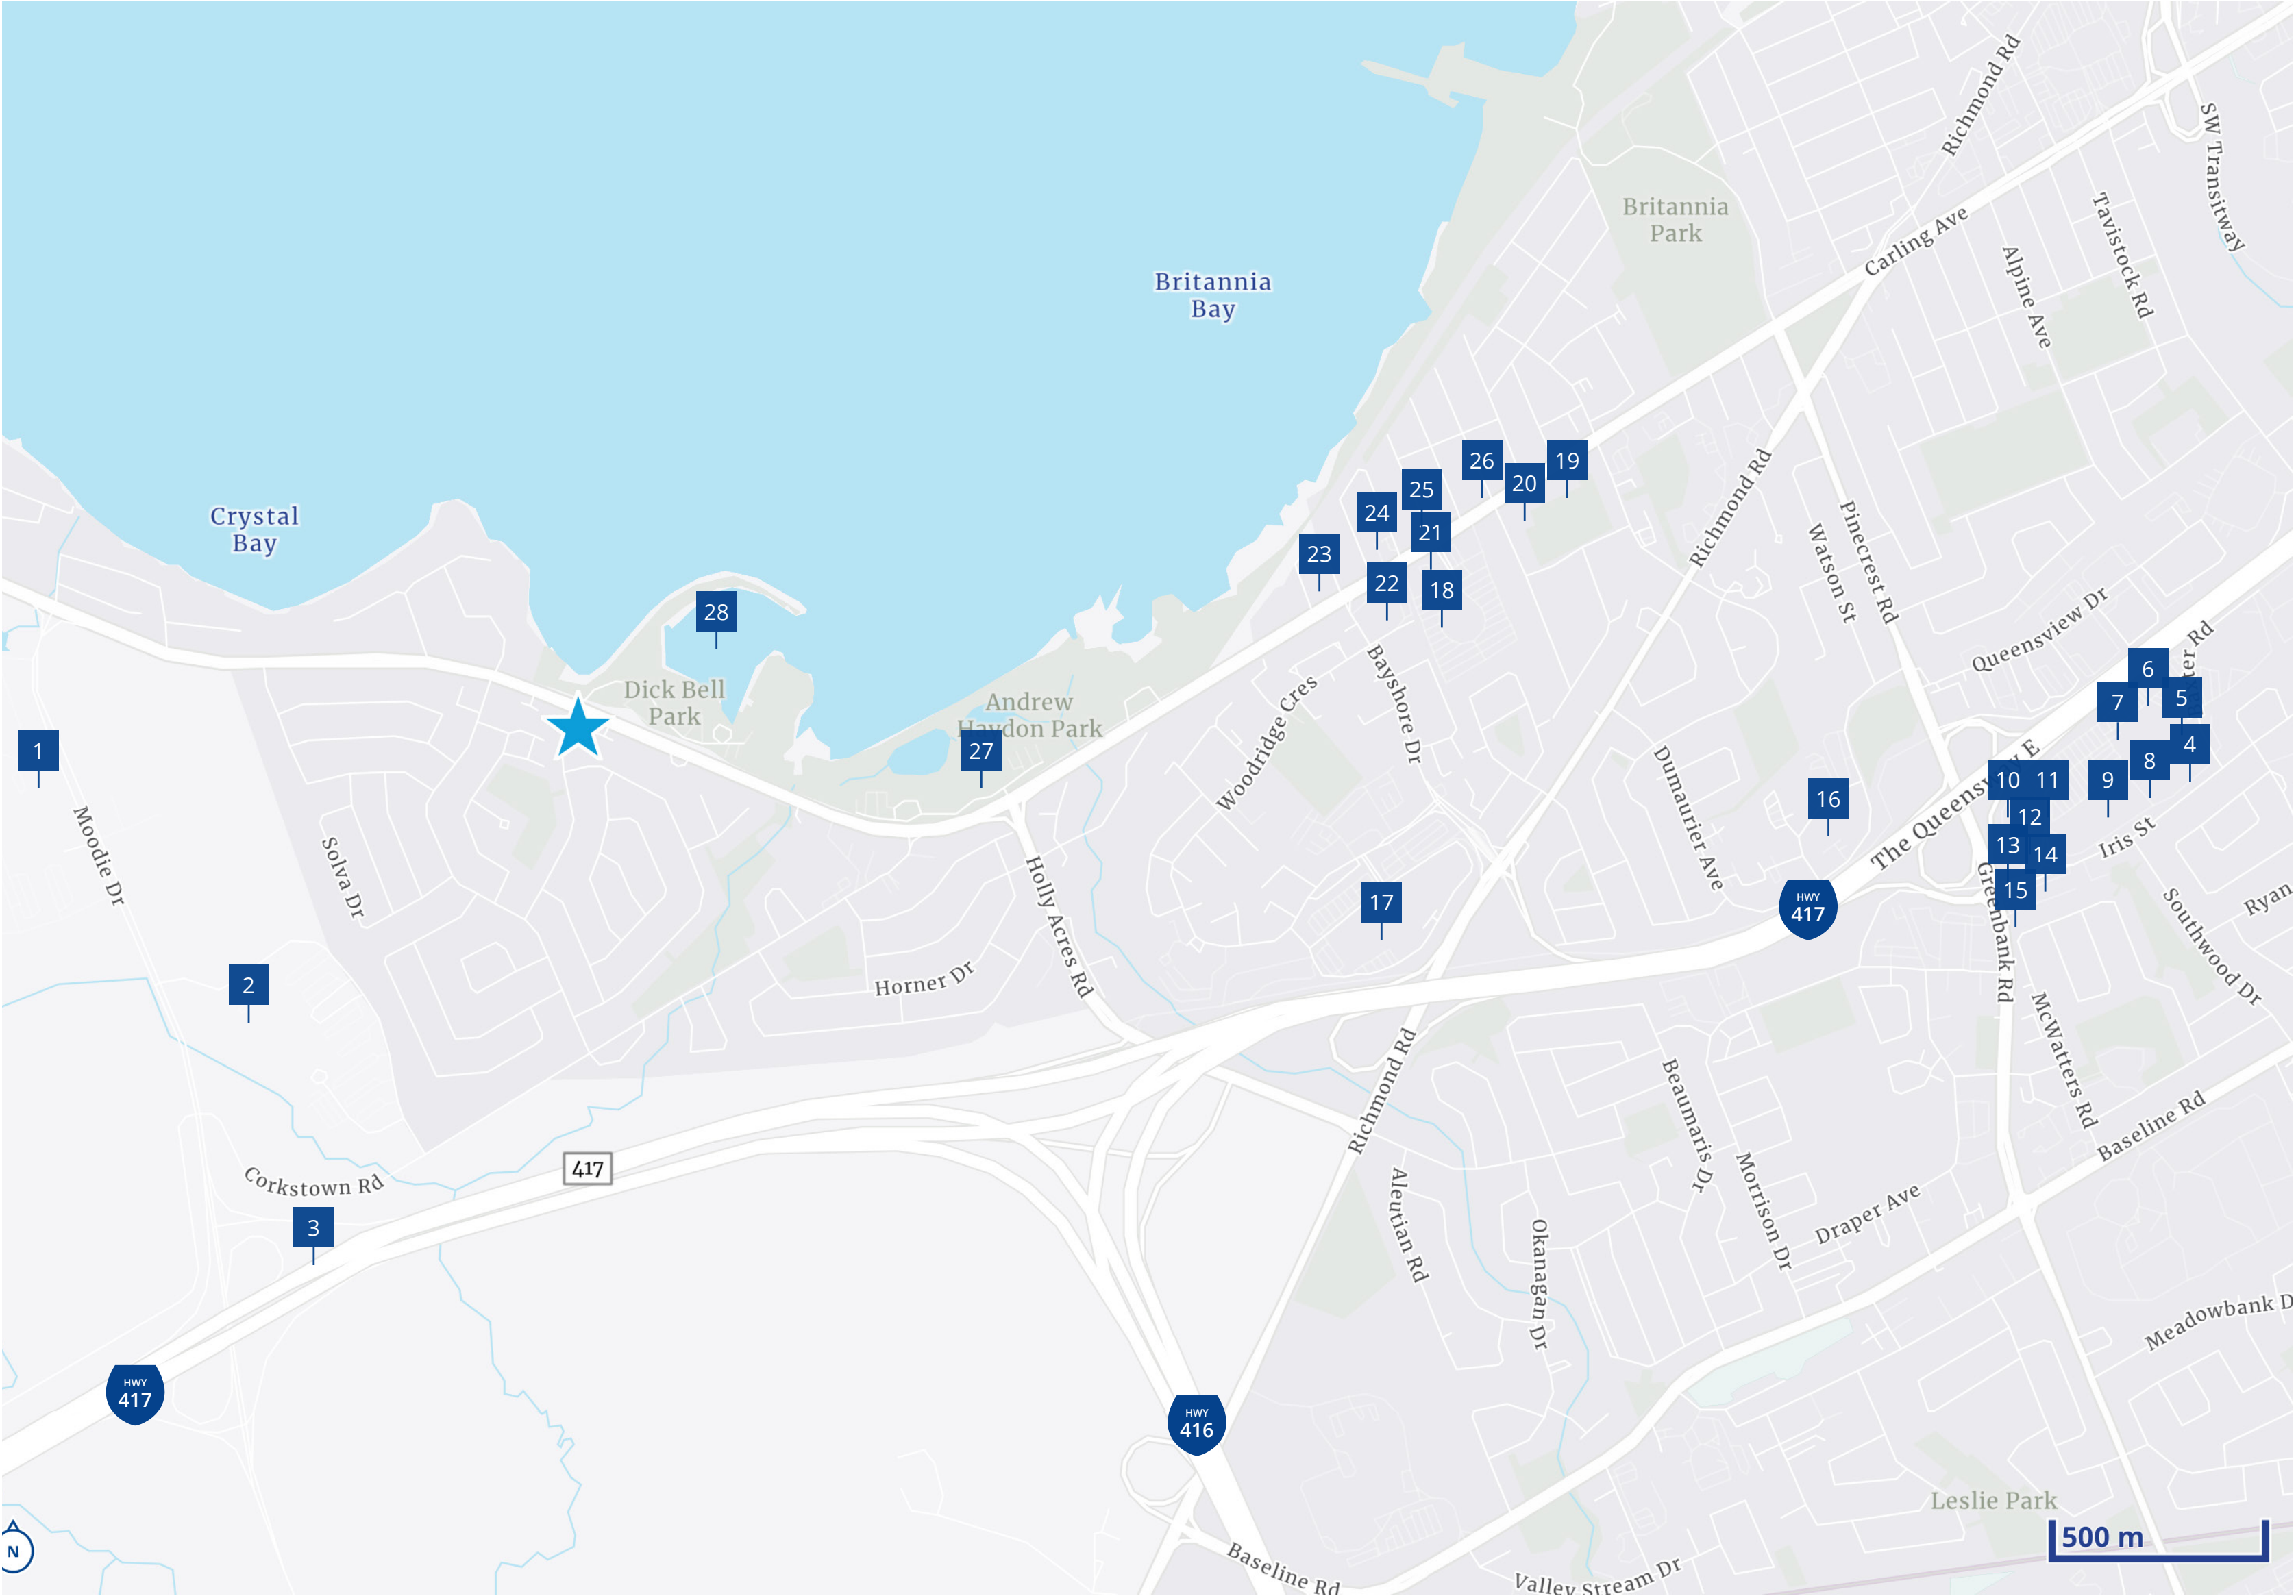 Richmond Rd
SW Transitway
Tavistock Rd
Britannia
Park
Carling Ave
Alpine Ave
Britannia
Bay
26
19
20
25
24
21
23
22
18
Richmond Rd
Pinecrest Rd
Watson St
Crystal
Bay
28
Queensview Dr
6
5
7
4
8
Dick Bell
Park
Andrew
Haydon Park
27
Bayshore Dr
Woodridge Cres
Dumaurier Ave
16
The Queensway E
10
11
9
12
13
14
15
Iris St
1
Moodie Dr
Solva Dr
Holly Acres Rd
17
HWY
417
Greenbank Rd
Southwood Dr
Ryan
2
Horner Dr
McWatters Rd
Richmond Rd
Beaumaris Dr
Baseline Rd
417
Corkstown Rd
3
Aleutian Rd
Okanagan Dr
Morrison Dr
Draper Ave
Meadowbank D
HWY
417
HWY
416
Leslie Park
500 m
N
Baseline Rd
Valley Stream Dr